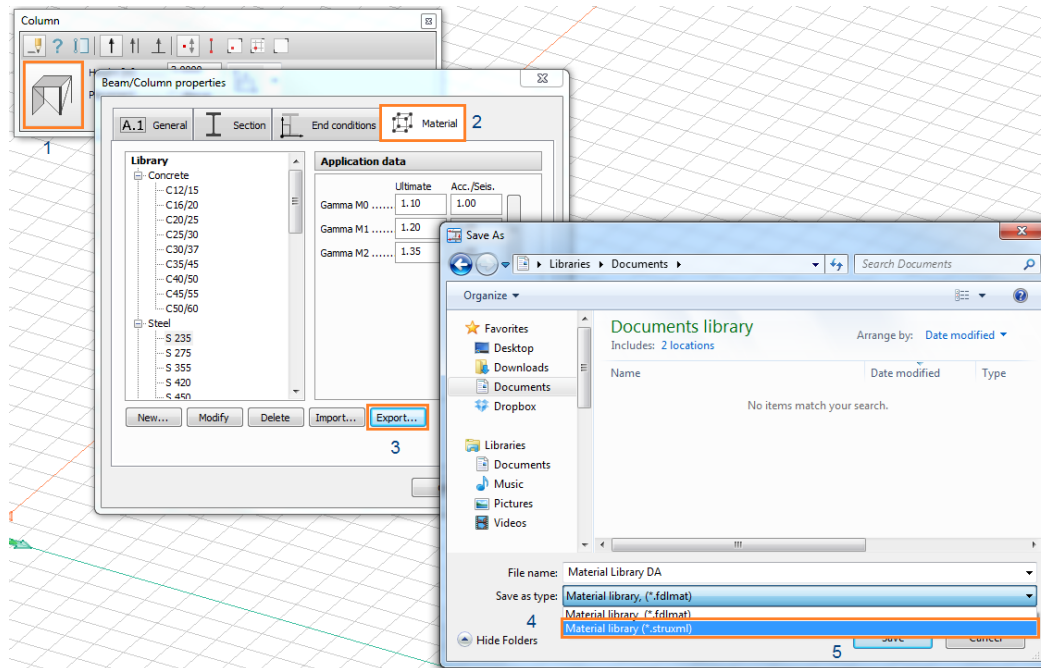 Column
1
3.0000
Beam/Column properties
A.1 General
Section
End conditions
Material
2
Library
Concrete
C12/15
C16/20
C20/25
C25/30
C30/37
C35/45
C40/50
C45/55
C50/60
Steel
S 235
S 275
S 355
S 420
S 450
Application data
Ultimate Acc./Seis.
Gamma M0 ...... 1.10 1.00
Gamma M1 ...... 1.20
Gamma M2 ...... 1.35
New... Modify Delete Import... Export...
3
Save As
Libraries Documents
Search Documents
Organize
Favorites
Desktop
Downloads
Documents
Dropbox
Libraries
Documents
Music
Pictures
Videos
Documents library
Includes: 2 locations
Arrange by: Date modified
Name Date modified Type
No items match your search.
File name: Material Library DA
Save as type: Material library, (*.fdlmat)
Material library, (*.fdlmat)
Material library (*.struxml)
4
Hide Folders
5
Save Cancel